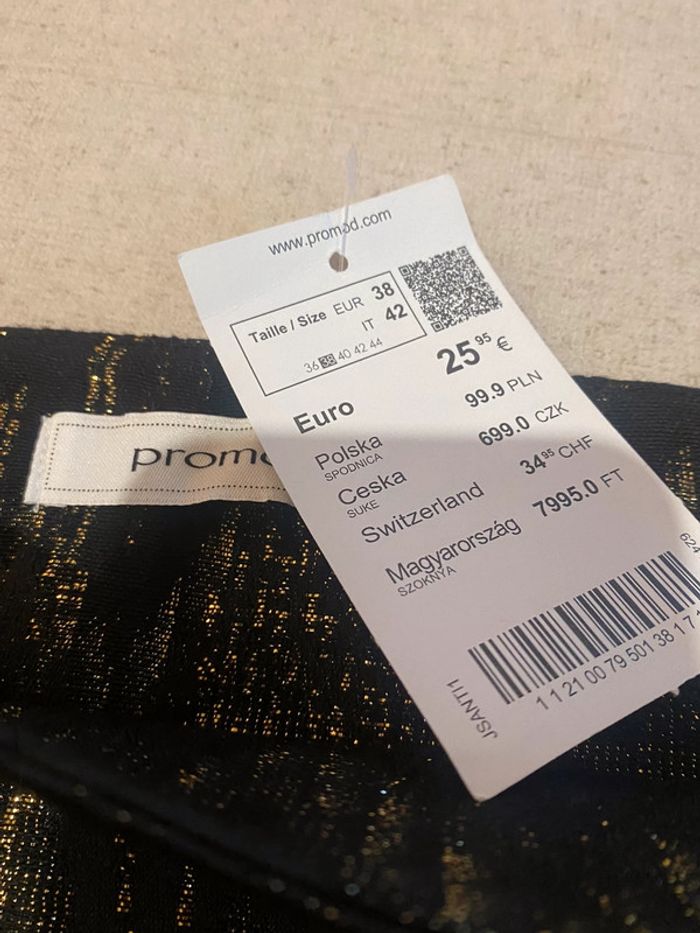 www.promod.com
Taille / Size EUR 38
IT 42
36 38 40 42 44
25,95 €
Euro
99.9 PLN
Polska
SPODNICA
699.0 CZK
Ceska
SUKE
34,95 CHF
Switzerland
7995.0 FT
Magyarország
SZOKNYA
JSANTI1
1 1 21 00 79 501 38 1 7
promo